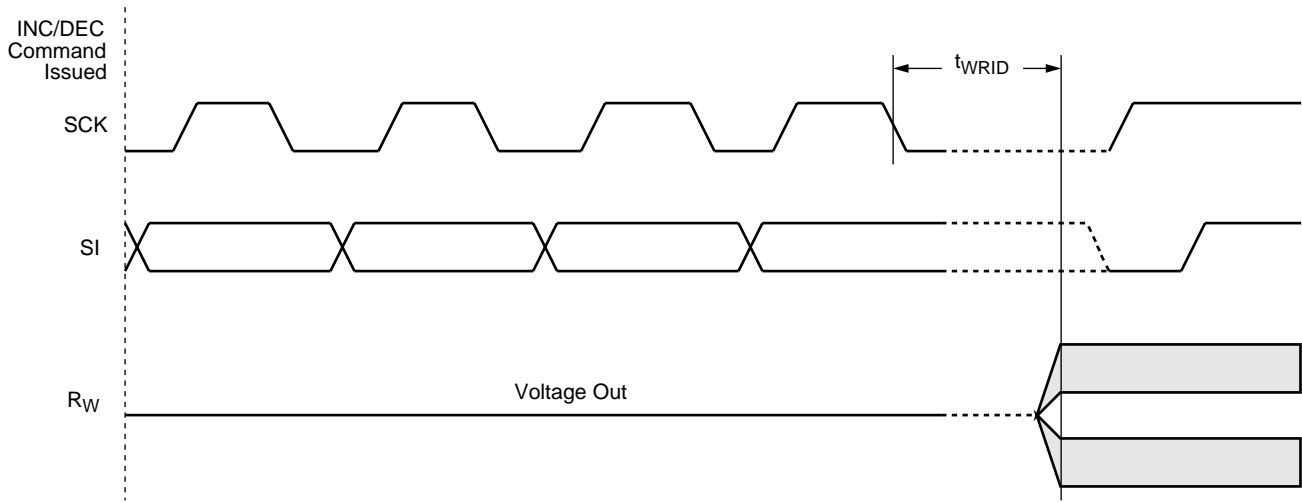 INC/DEC
Command
Issued
tWRID
SCK
SI
Voltage Out
RW